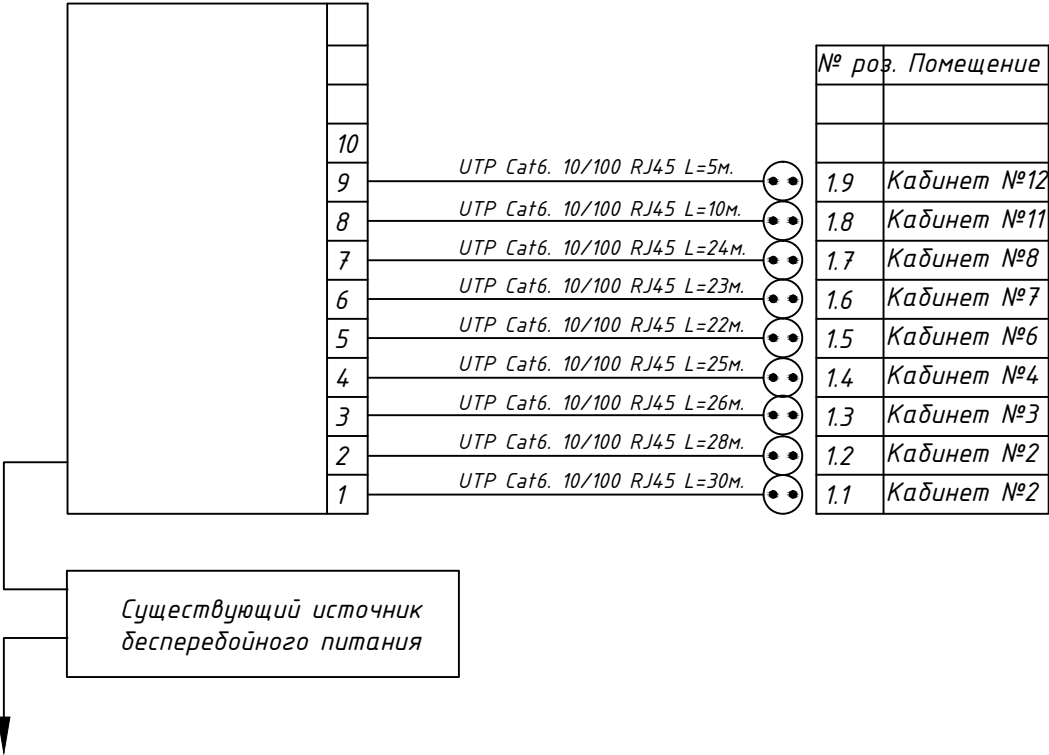 № роз. Помещение
10
9 UTP Cat6. 10/100 RJ45 L=5м. 1.9 Кабинет №12
8 UTP Cat6. 10/100 RJ45 L=10м. 1.8 Кабинет №11
7 UTP Cat6. 10/100 RJ45 L=24м. 1.7 Кабинет №8
6 UTP Cat6. 10/100 RJ45 L=23м. 1.6 Кабинет №7
5 UTP Cat6. 10/100 RJ45 L=22м. 1.5 Кабинет №6
4 UTP Cat6. 10/100 RJ45 L=25м. 1.4 Кабинет №4
3 UTP Cat6. 10/100 RJ45 L=26м. 1.3 Кабинет №3
2 UTP Cat6. 10/100 RJ45 L=28м. 1.2 Кабинет №2
1 UTP Cat6. 10/100 RJ45 L=30м. 1.1 Кабинет №2
Существующий источник
бесперебойного питания